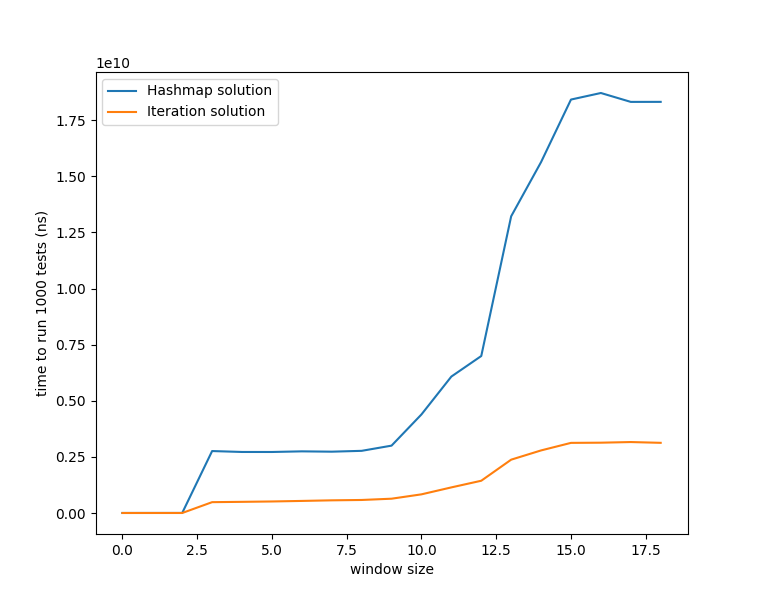 1e10
Hashmap solution
Iteration solution
1.75
1.50
1.25
1.00
0.75
0.50
0.25
0.00
time to run 1000 tests (ns)
0.0 2.5 5.0 7.5 10.0 12.5 15.0 17.5
window size